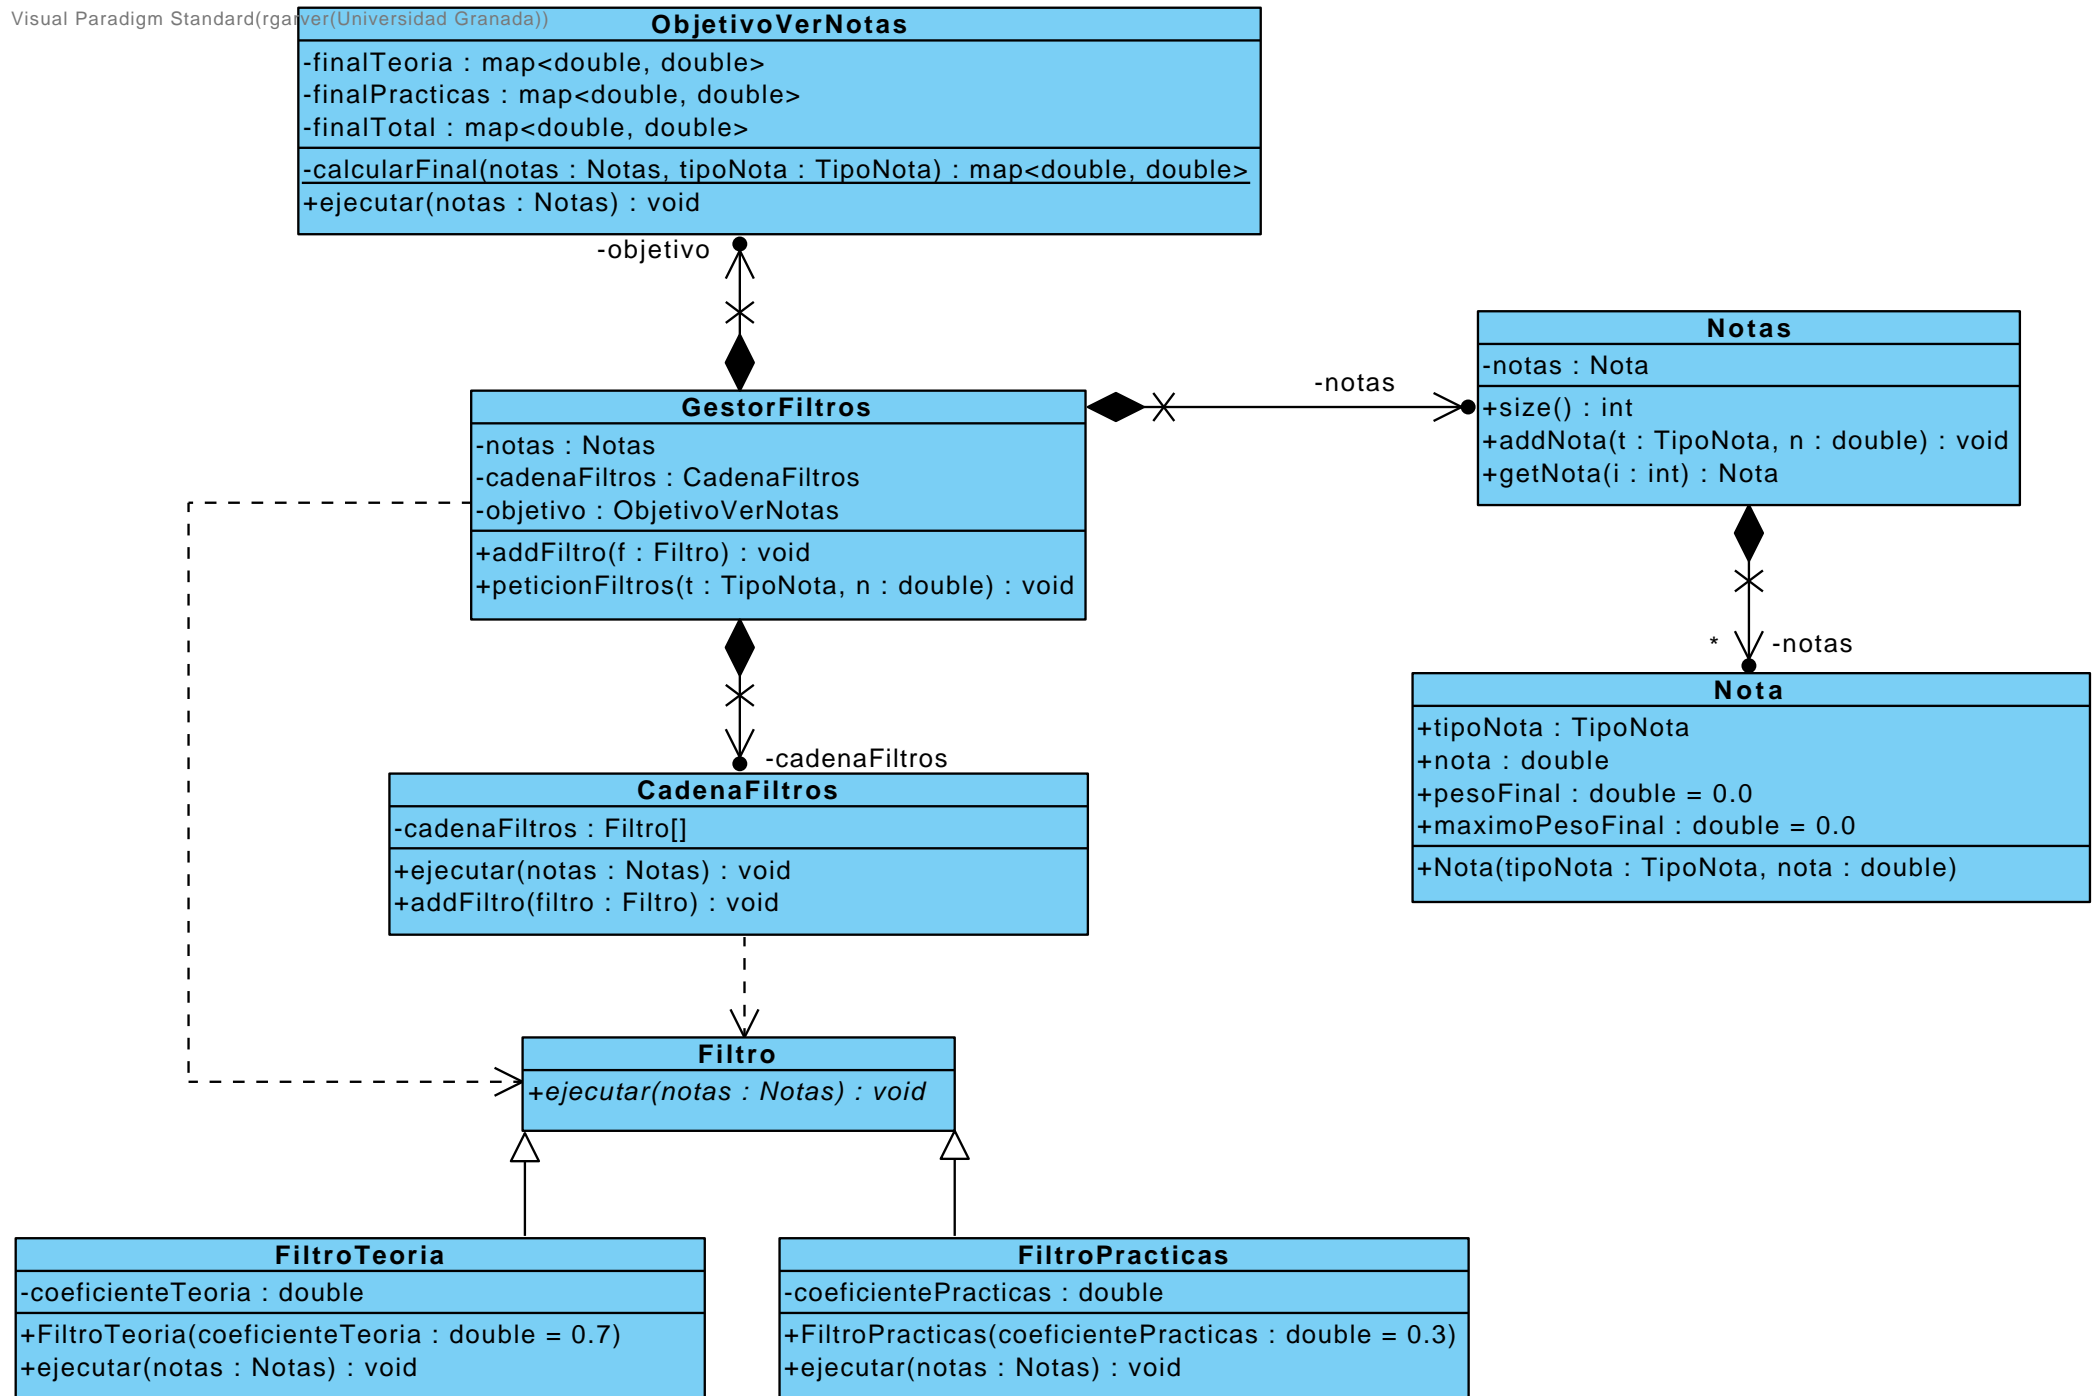 Visual Paradigm Standard(rgarver(Universidad Granada))
ObjetivoVerNotas
-finalTeoria : map<double, double>
-finalPracticas : map<double, double>
-finalTotal : map<double, double>
-calcularFinal(notas : Notas, tipoNota : TipoNota) : map<double, double>
+ejecutar(notas : Notas) : void
-objetivo
GestorFiltros
-notas : Notas
-cadenaFiltros : CadenaFiltros
-objetivo : ObjetivoVerNotas
+addFiltro(f : Filtro) : void
+peticionFiltros(t : TipoNota, n : double) : void
-notas
Notas
-notas : Nota
+size() : int
+addNota(t : TipoNota, n : double) : void
+getNota(i : int) : Nota
* -notas
Nota
+tipoNota : TipoNota
+nota : double
+pesoFinal : double = 0.0
+maximoPesoFinal : double = 0.0
+Nota(tipoNota : TipoNota, nota : double)
-cadenaFiltros
CadenaFiltros
-cadenaFiltros : Filtro[]
+ejecutar(notas : Notas) : void
+addFiltro(filtro : Filtro) : void
Filtro
+ejecutar(notas : Notas) : void
FiltroTeoria
-coeficienteTeoria : double
+FiltroTeoria(coeficienteTeoria : double = 0.7)
+ejecutar(notas : Notas) : void
FiltroPracticas
-coeficientePracticas : double
+FiltroPracticas(coeficientePracticas : double = 0.3)
+ejecutar(notas : Notas) : void